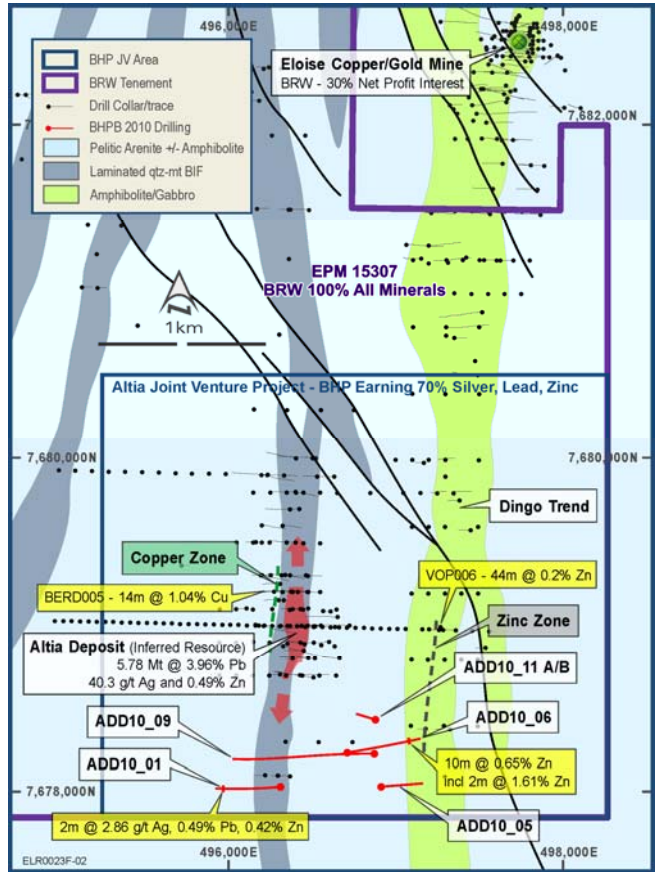 496,000E
498,000E
BHP JV Area
BRW Tenement
Drill Collar/trace
BHPB 2010 Drilling
Pelitic Arenite +/- Amphibolite
Laminated qtz-mt BIF
Amphibolite/Gabbro
Eloise Copper/Gold Mine
BRW - 30% Net Profit Interest
7,682,000N
EPM 15307
BRW 100% All Minerals
N
1km
Altia Joint Venture Project - BHP Earning 70% Silver, Lead, Zinc
7,680,000N
7,680,000N
Dingo Trend
Copper Zone
VOP006 - 44m @ 0.2% Zn
BERD005 - 14m @ 1.04% Cu
Zinc Zone
Altia Deposit (Inferred Resource)
5.78 Mt @ 3.96% Pb
40.3 g/t Ag and 0.49% Zn
ADD10_11 A/B
ADD10_09
ADD10_06
ADD10_01
10m @ 0.65% Zn
Incl 2m @ 1.61% Zn
7,678,000N
2m @ 2.86 g/t Ag, 0.49% Pb, 0.42% Zn
ADD10_05
ELR0023F-02
496,000E
498,000E